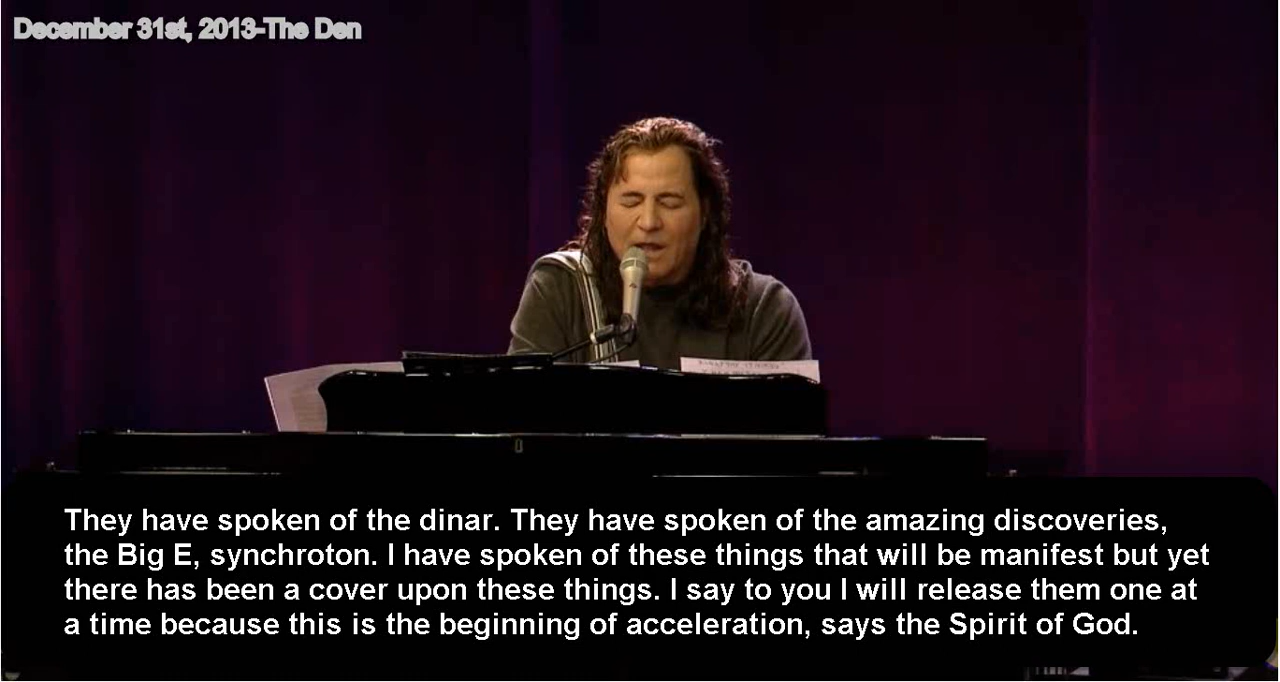 December 31st, 2013-The Den
They have spoken of the dinar. They have spoken of the amazing discoveries,
the Big E, synchroton. I have spoken of these things that will be manifest but yet
there has been a cover upon these things. I say to you I will release them one at
a time because this is the beginning of acceleration, says the Spirit of God.